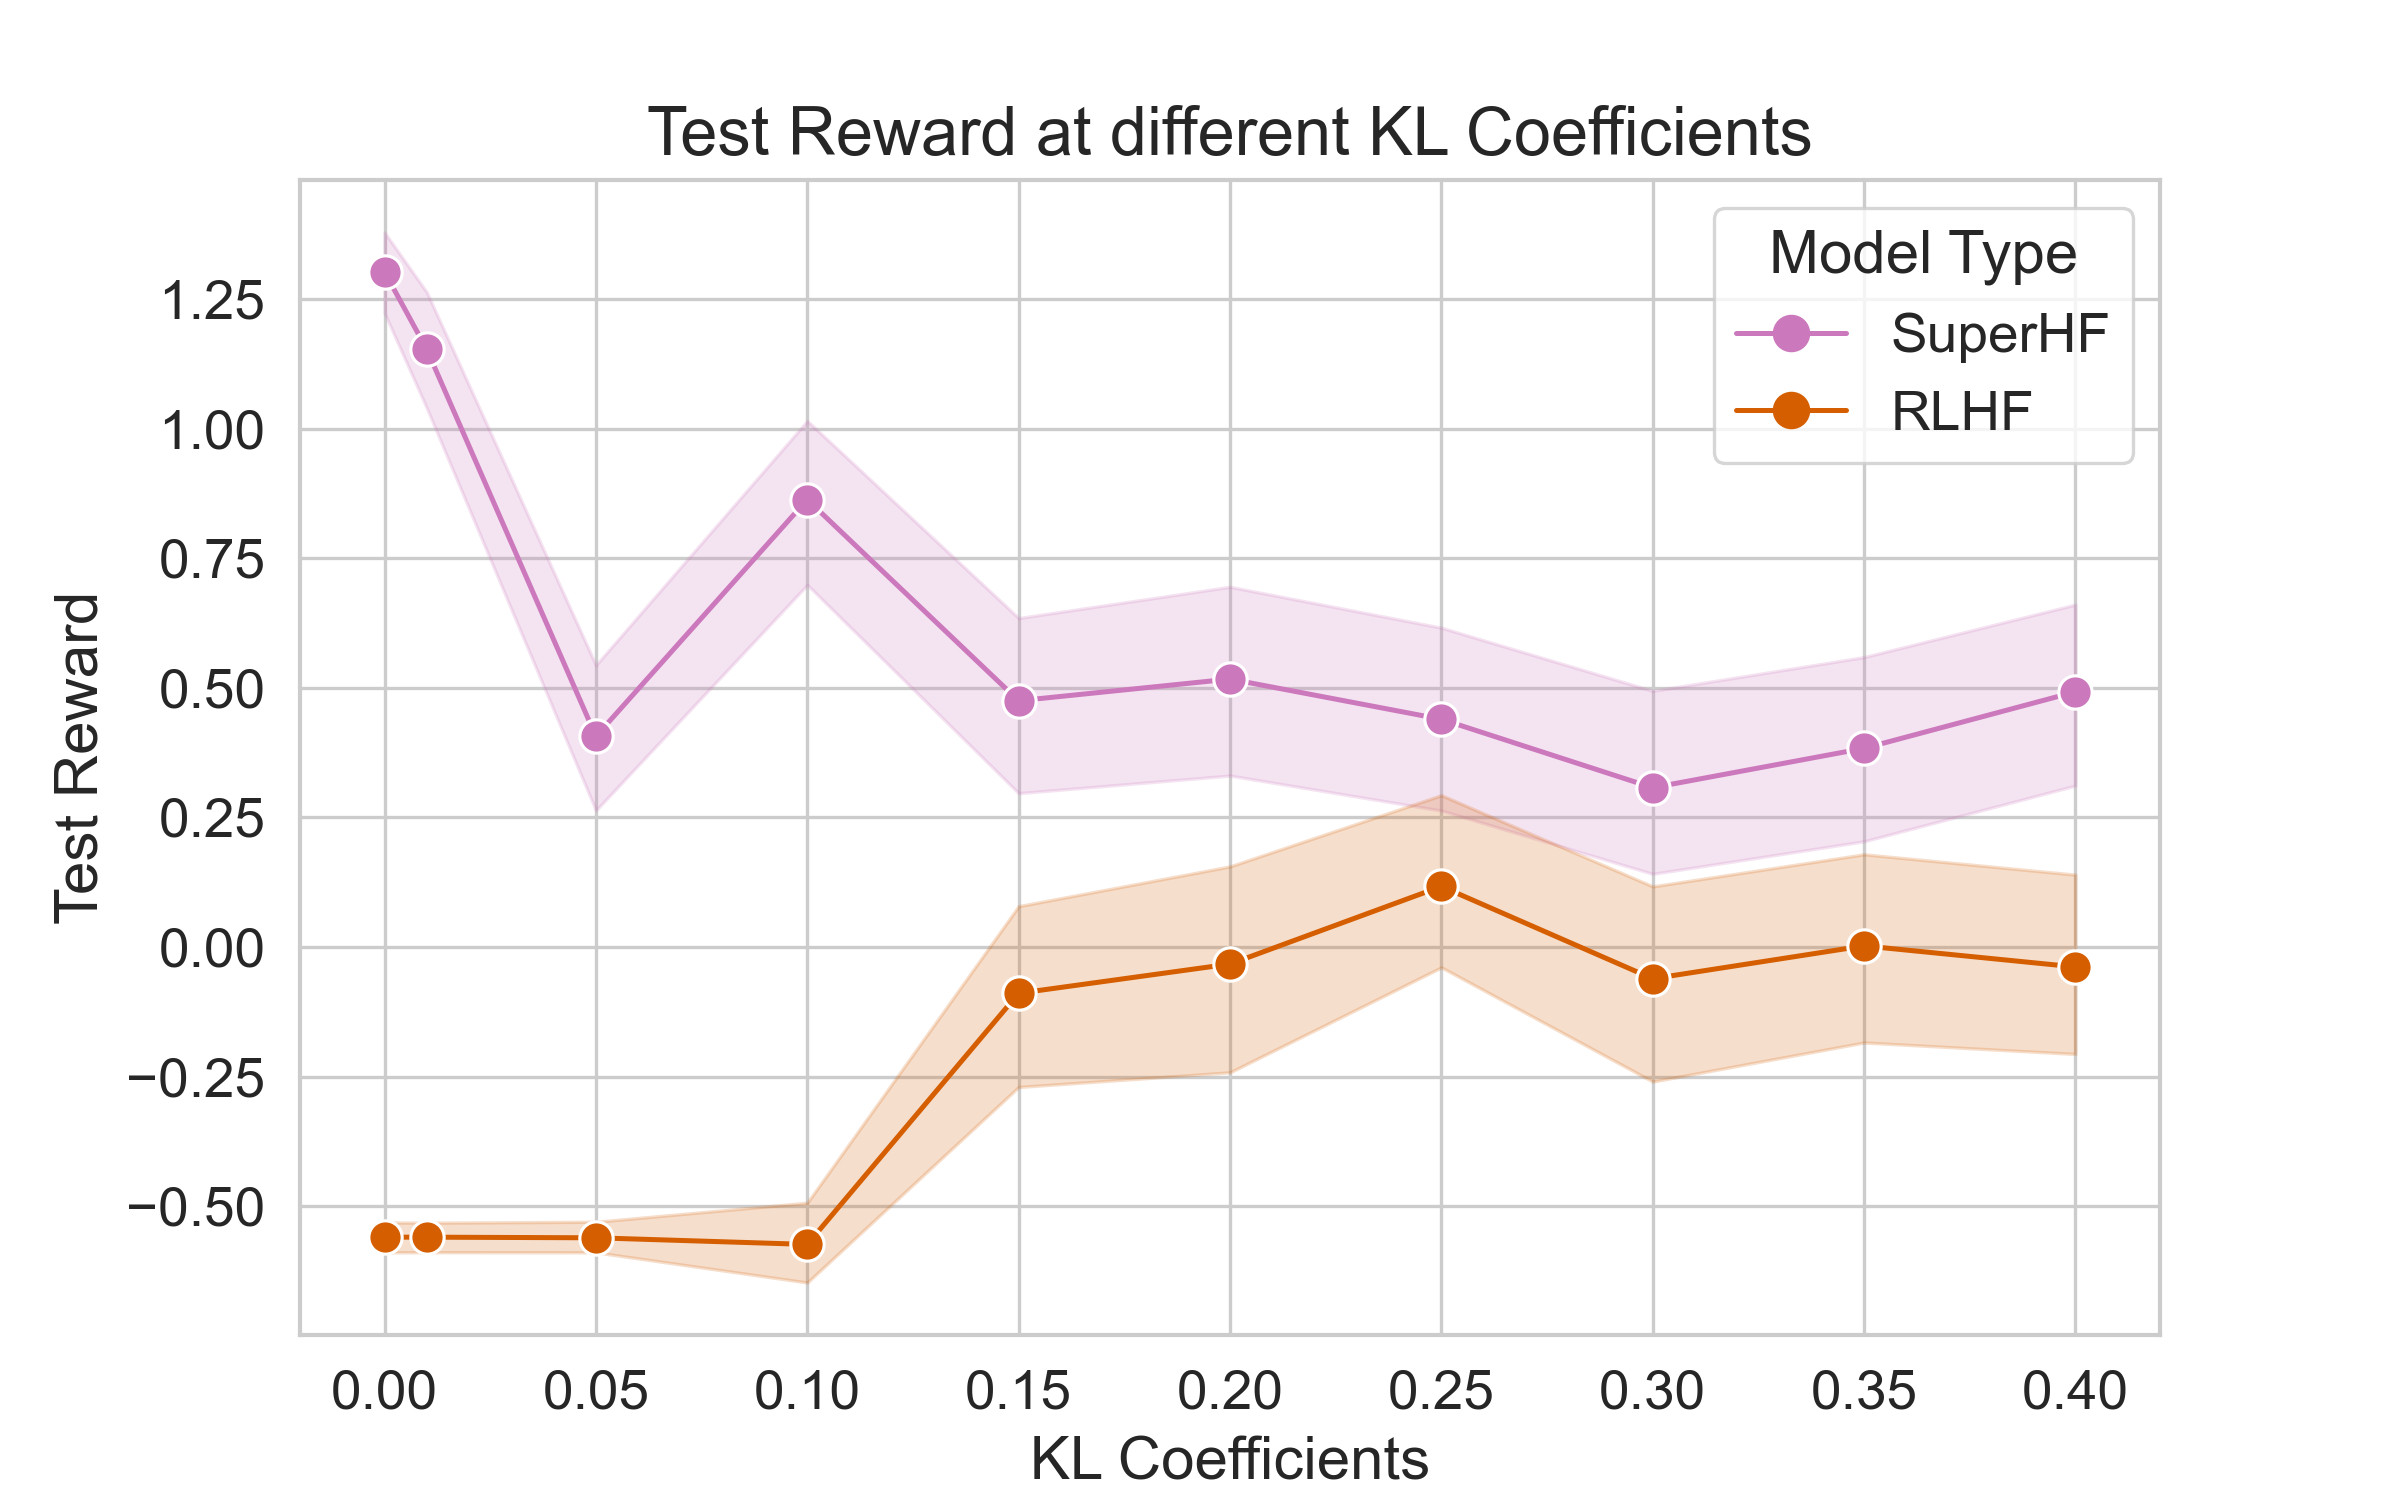 Test Reward at different KL Coefficients
Model Type
SuperHF
RLHF
1.25
1.00
0.75
0.50
0.25
0.00
−0.25
−0.50
Test Reward
0.00 0.05 0.10 0.15 0.20 0.25 0.30 0.35 0.40
KL Coefficients